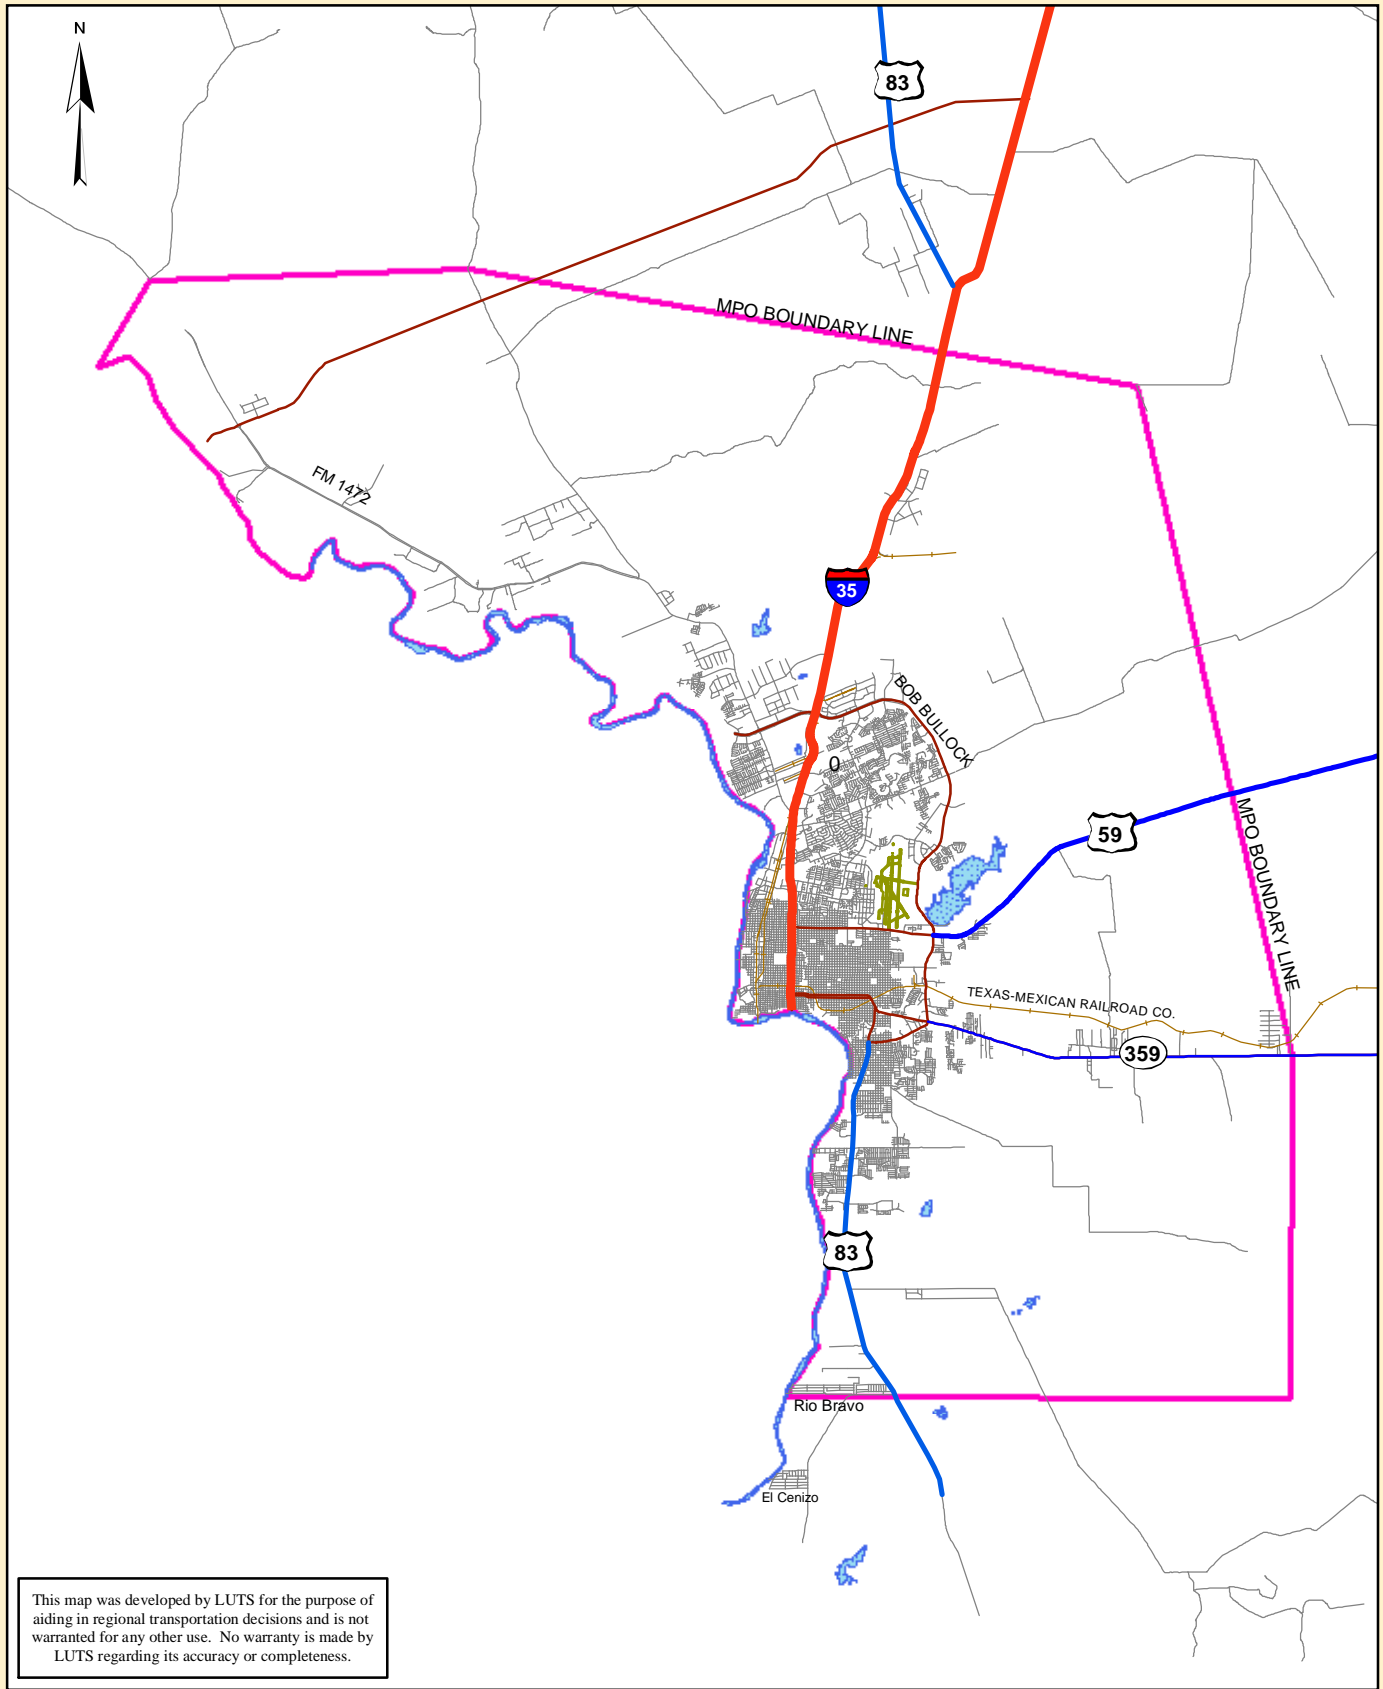 N
83
MPO BOUNDARY LINE
FM 1472
35
BOB BULLOCK
0
59
MPO BOUNDARY LINE
TEXAS-MEXICAN RAILROAD CO.
359
83
Rio Bravo
El Cenizo
This map was developed by LUTS for the purpose of
aiding in regional transportation decisions and is not
warranted for any other use.  No warranty is made by
LUTS regarding its accuracy or completeness.